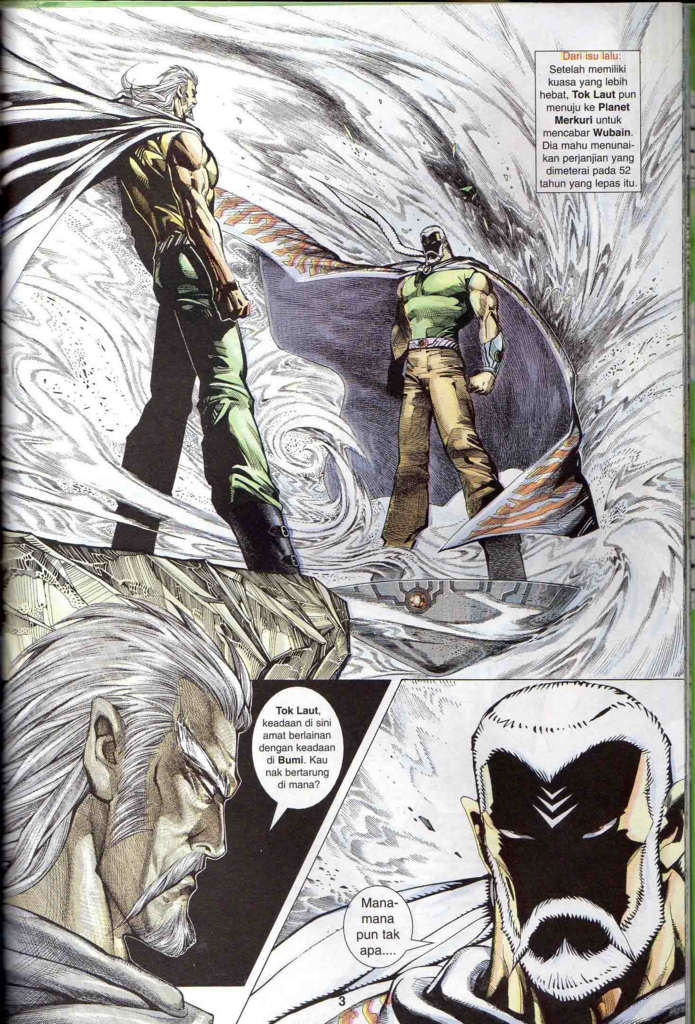 Dari isu lalu:
Setelah memiliki
kuasa yang lebih
hebat, Tok Laut pun
menuju ke Planet
Merkuri untuk
mencabar Wubain.
Dia mahu menunai-
kan perjanjian yang
dimeterai pada 52
tahun yang lepas itu.
Tok Laut,
keadaan di sini
amat berlainan
dengan keadaan
di Bumi. Kau
nak bertarung
di mana?
Mana-
mana
pun tak
apa....
3